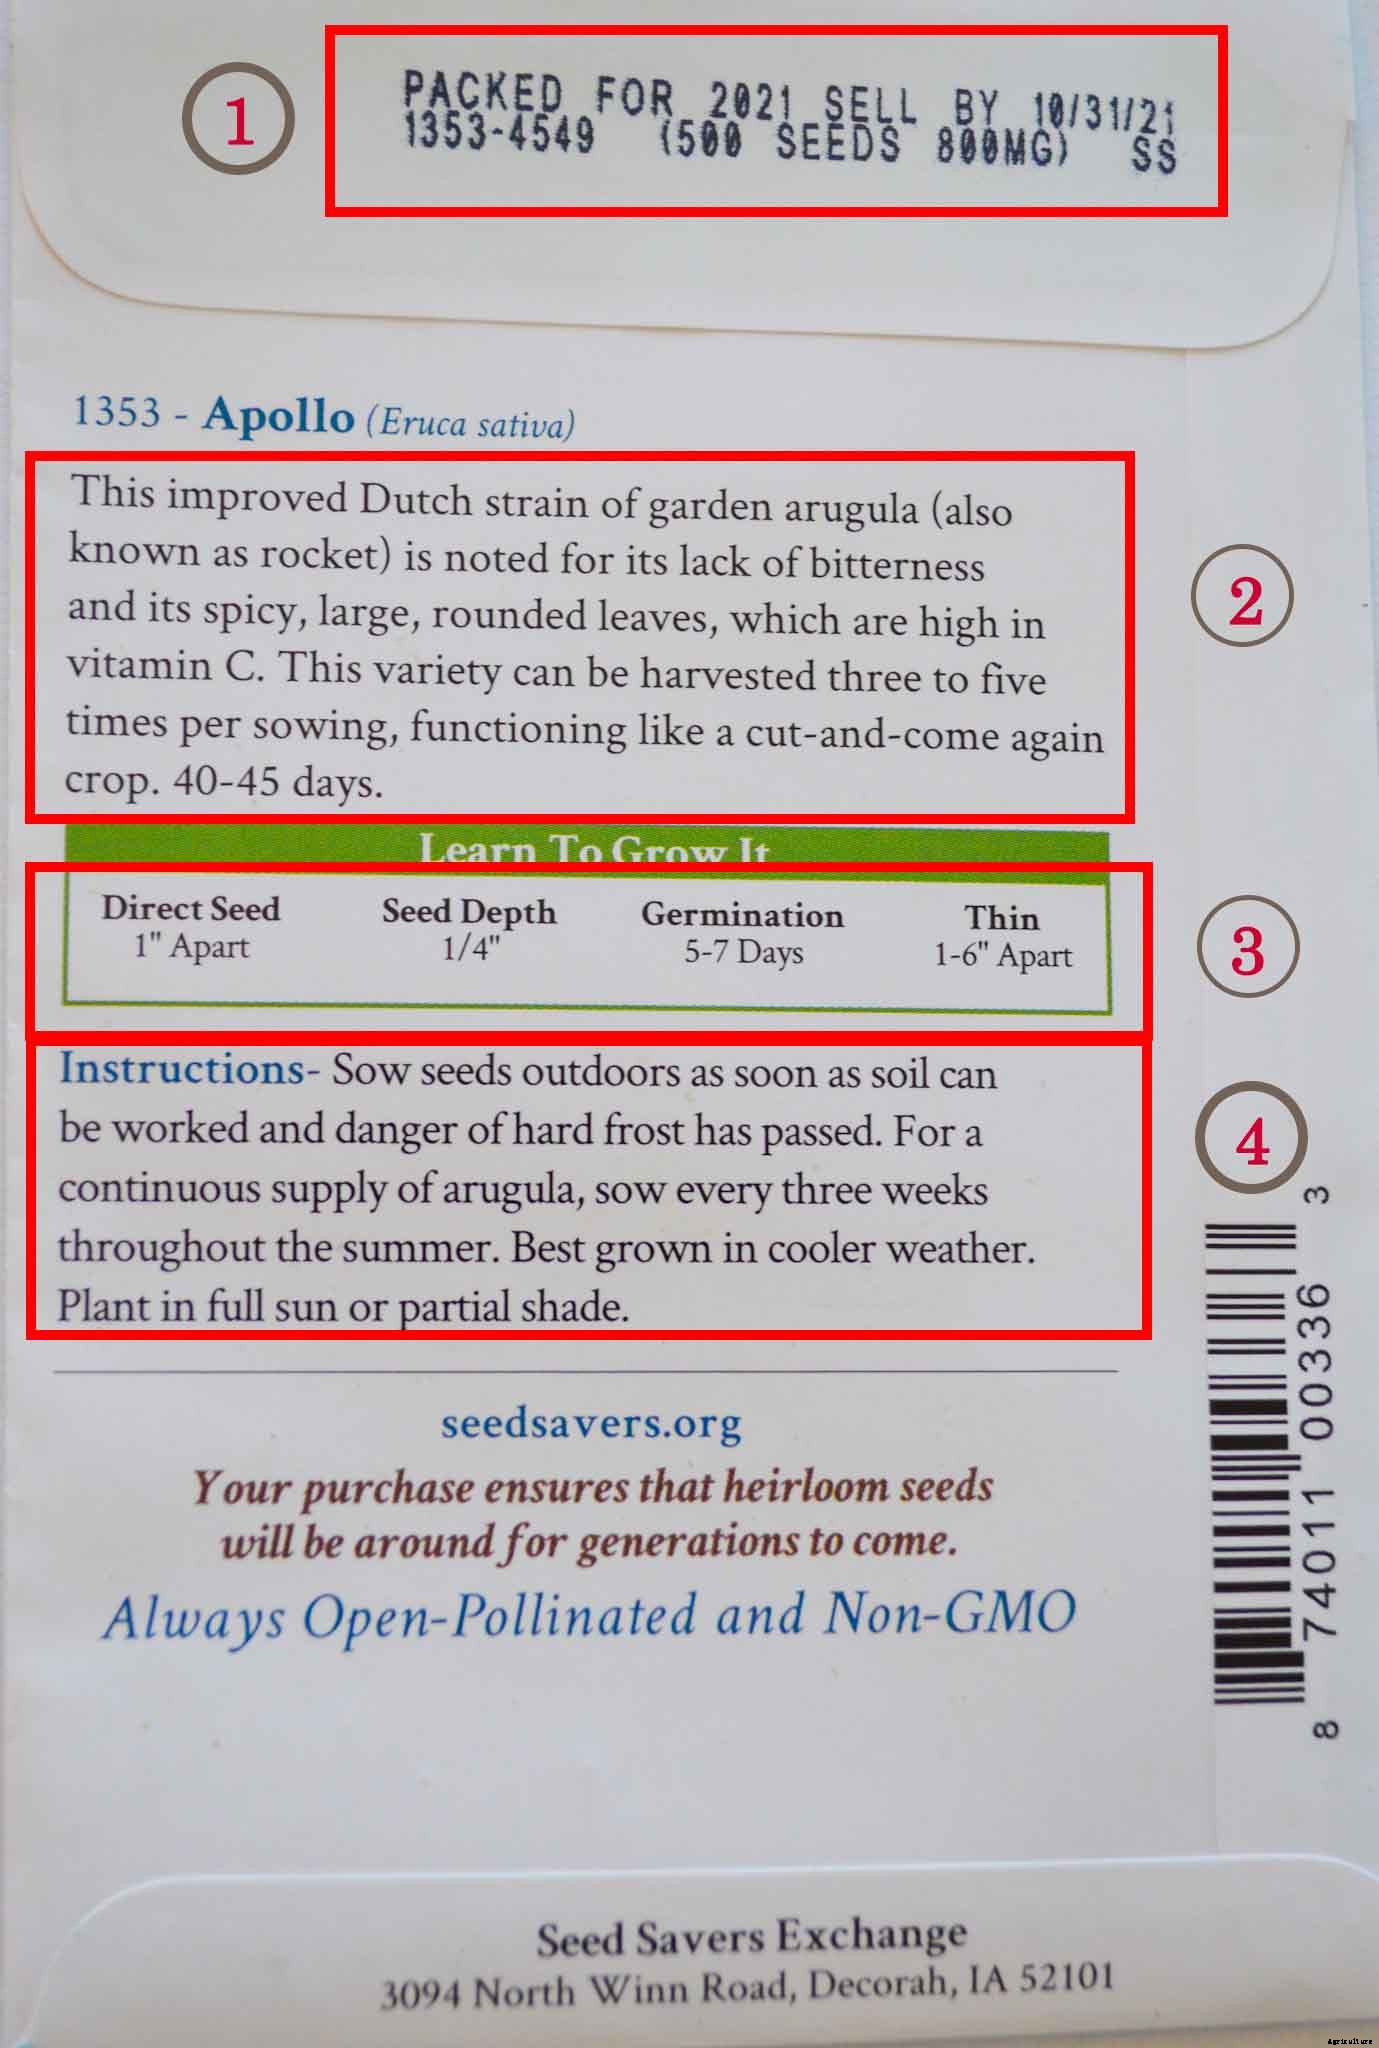 1
PACKED FOR 2021 SELL BY 10/31/21
1353-4549 (500 SEEDS 800MG) SS
1353 - Apollo (Eruca sativa)
This improved Dutch strain of garden arugula (also
known as rocket) is noted for its lack of bitterness
and its spicy, large, rounded leaves, which are high in
vitamin C. This variety can be harvested three to five
times per sowing, functioning like a cut-and-come again
crop. 40-45 days.
2
Learn To Grow It
Direct Seed Seed Depth Germination Thin
1" Apart 1/4" 5-7 Days 1-6" Apart
3
Instructions- Sow seeds outdoors as soon as soil can
be worked and danger of hard frost has passed. For a
continuous supply of arugula, sow every three weeks
throughout the summer. Best grown in cooler weather.
Plant in full sun or partial shade.
4
8 74011 00336 3
seedsavers.org
Your purchase ensures that heirloom seeds
will be around for generations to come.
Always Open-Pollinated and Non-GMO
Seed Savers Exchange
3094 North Winn Road, Decorah, IA 52101
Agriculture